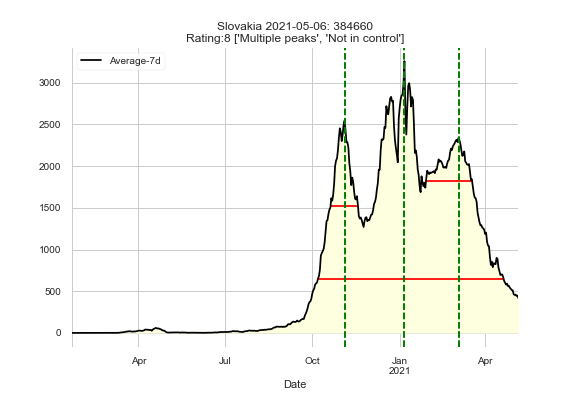 Slovakia 2021-05-06: 384660
Rating:8 ['Multiple peaks', 'Not in control']
Average-7d
3000
2500
2000
1500
1000
500
0
Apr
Jul
Oct
Jan
2021
Apr
Date